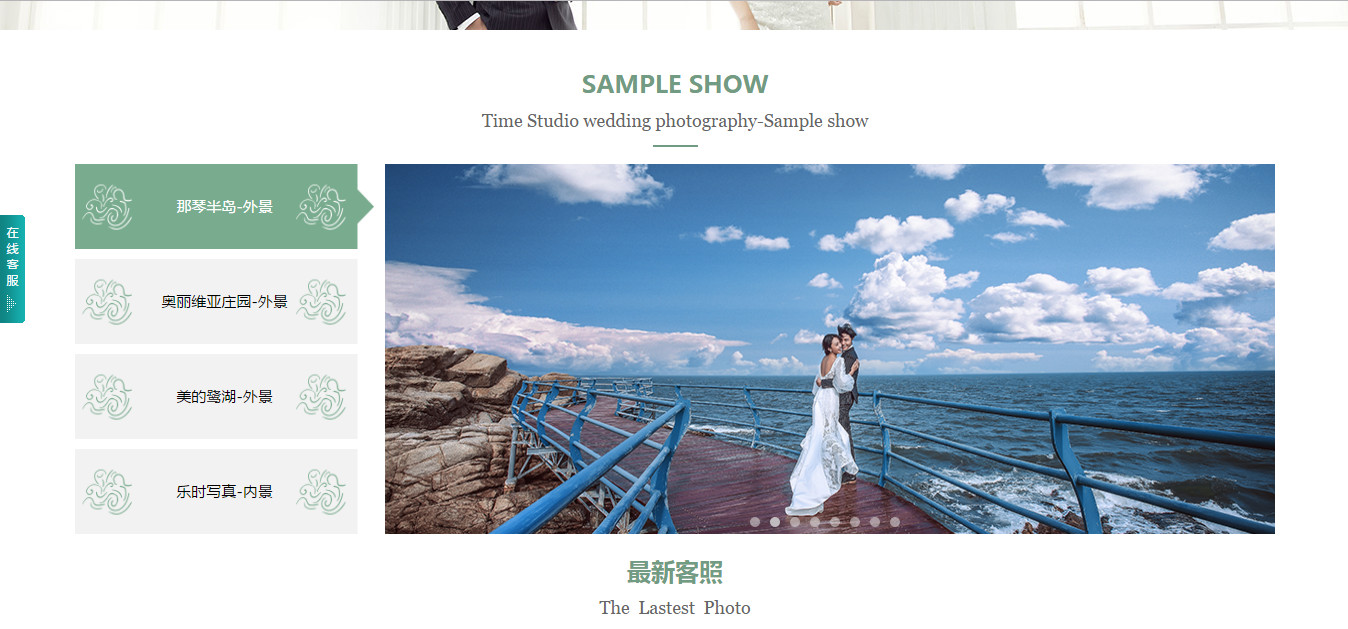 SAMPLE SHOW
Time Studio wedding photography-Sample show
在线客服
那琴半岛-外景
奥丽维亚庄园-外景
美的鹭湖-外景
乐时写真-内景
最新客照
The Lastest Photo